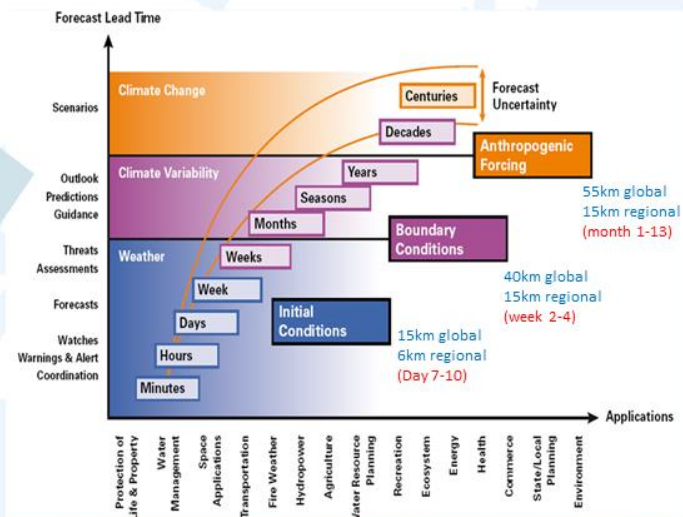 Forecast Lead Time
Climate Change
Centuries
Forecast
Uncertainty
Scenarios
Decades
Anthropogenic
Forcing
Climate Variability
Years
Outlook
Predictions
Guidance
Seasons
55km global
15km regional
(month 1-13)
Months
Boundary
Conditions
Threats
Assessments
Weather
Weeks
40km global
15km regional
(week 2-4)
Week
Forecasts
Initial
Conditions
Days
15km global
6km regional
(Day 7-10)
Watches
Warnings & Alert
Coordination
Hours
Minutes
Applications
Protection of
Life & Property
Water
Management
Space
Applications
Transportation
Fire Weather
Hydropower
Agriculture
Water Resource
Planning
Recreation
Ecosystem
Energy
Health
Commerce
State/Local
Planning
Environment